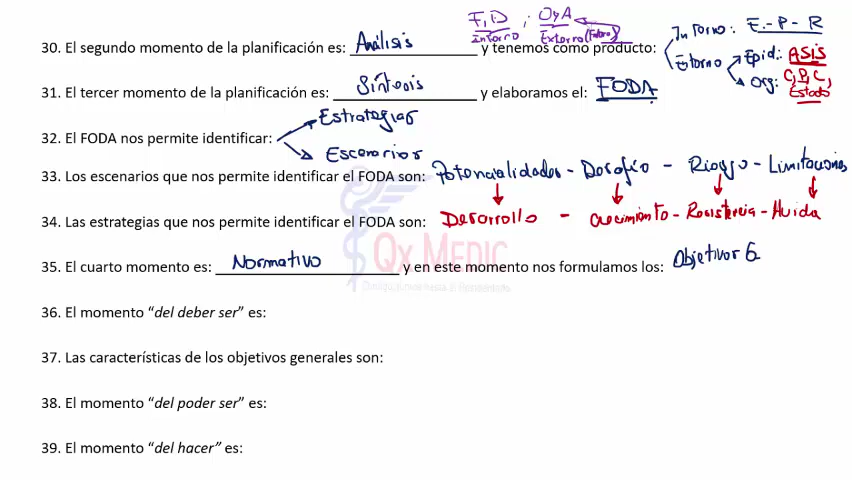 F, D ; O y A
Interno Externo (Futuro)
30. El segundo momento de la planificación es: Análisis y tenemos como producto: Interno: E - P - R
Externo Epid.: ASIS
Org: C, P, C, Estado
31. El tercer momento de la planificación es: Síntesis y elaboramos el: FODA
32. El FODA nos permite identificar: Estrategias
Escenarios
33. Los escenarios que nos permite identificar el FODA son: Potencialidades - Desafío - Riesgo - Limitaciones
34. Las estrategias que nos permite identificar el FODA son: Desarrollo - Crecimiento - Resistencia - Huida
Qx MEDIC
35. El cuarto momento es: Normativo y en este momento nos formulamos los: Objetivos G
36. El momento “del deber ser” es:
37. Las características de los objetivos generales son:
38. El momento “del poder ser” es:
39. El momento “del hacer” es: